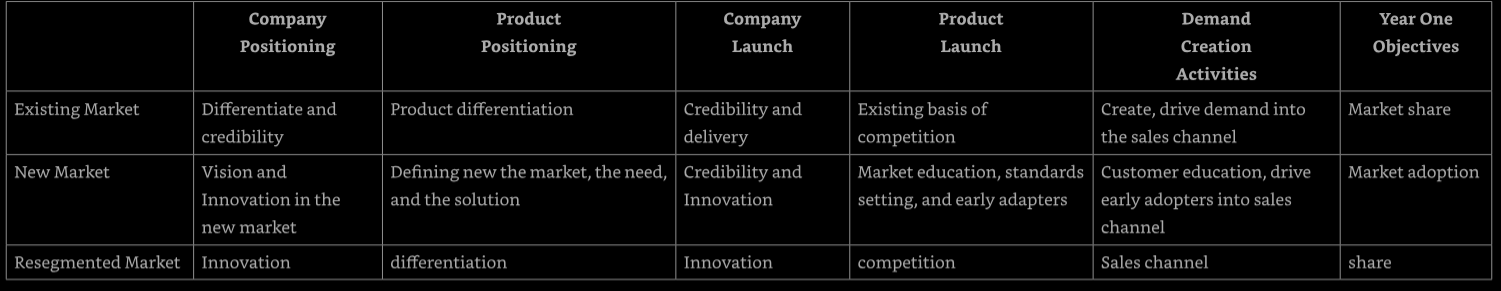 Company Positioning | Product Positioning | Company Launch | Product Launch | Demand Creation Activities | Year One Objectives
Existing Market | Differentiate and credibility | Product differentiation | Credibility and delivery | Existing basis of competition | Create, drive demand into the sales channel | Market share
New Market | Vision and Innovation in the new market | Defining new the market, the need, and the solution | Credibility and Innovation | Market education, standards setting, and early adapters | Customer education, drive early adopters into sales channel | Market adoption
Resegmented Market | Innovation | differentiation | Innovation | competition | Sales channel | share